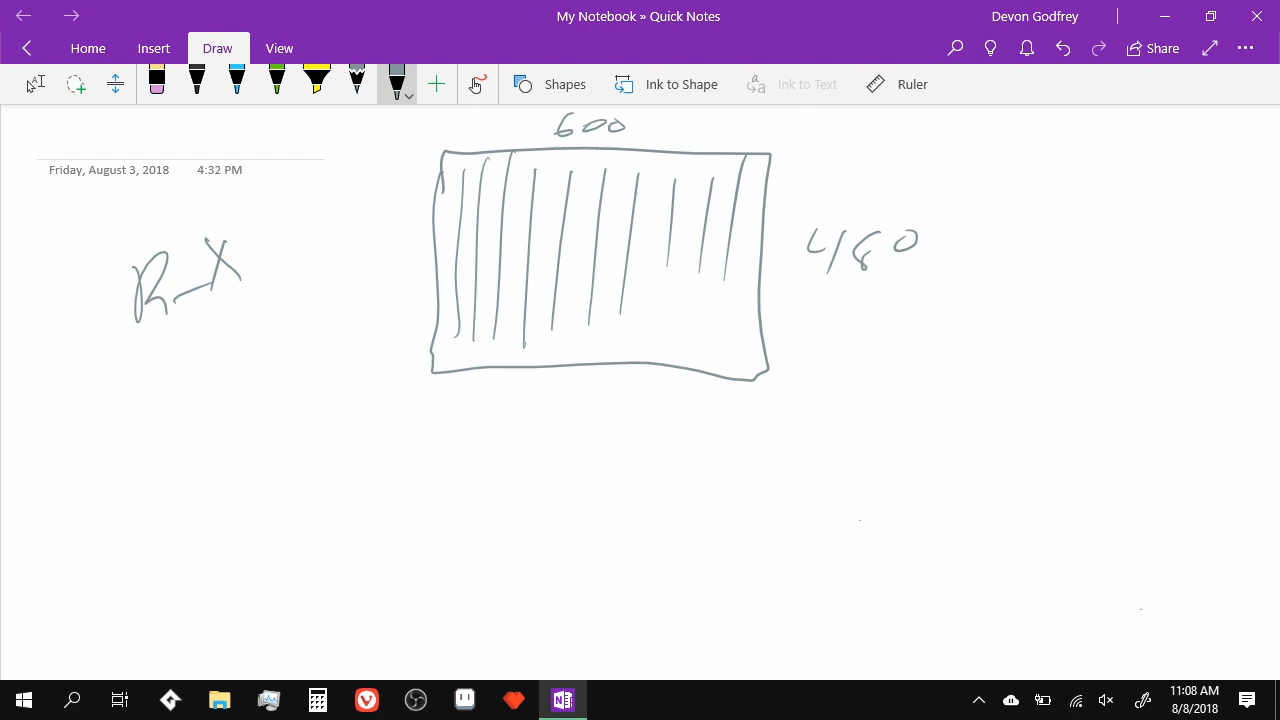 My Notebook » Quick Notes
Devon Godfrey
Home Insert Draw View
Share
Shapes Ink to Shape Ink to Text Ruler
600
Friday, August 3, 2018 4:32 PM
480
R-X
11:08 AM
8/8/2018